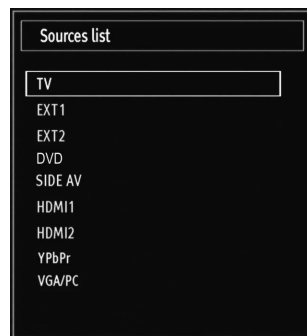 Sources list
TV
EXT1
EXT2
DVD
SIDE AV
HDMI1
HDMI2
YPbPr
VGA/PC